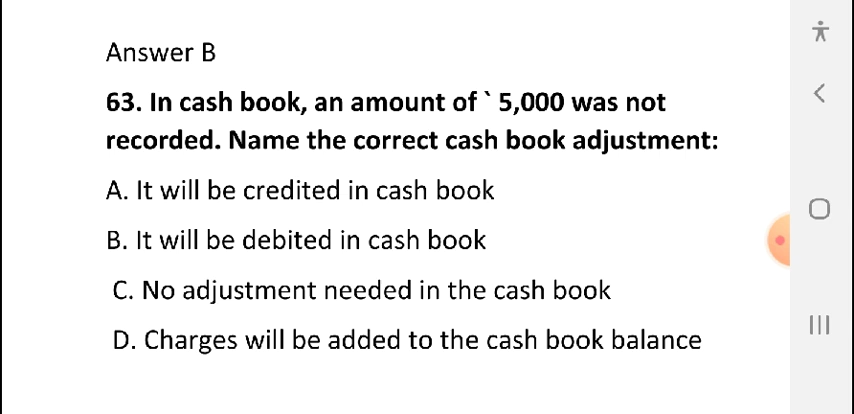 Answer B
63. In cash book, an amount of ` 5,000 was not
recorded. Name the correct cash book adjustment:
A. It will be credited in cash book
B. It will be debited in cash book
C. No adjustment needed in the cash book
D. Charges will be added to the cash book balance